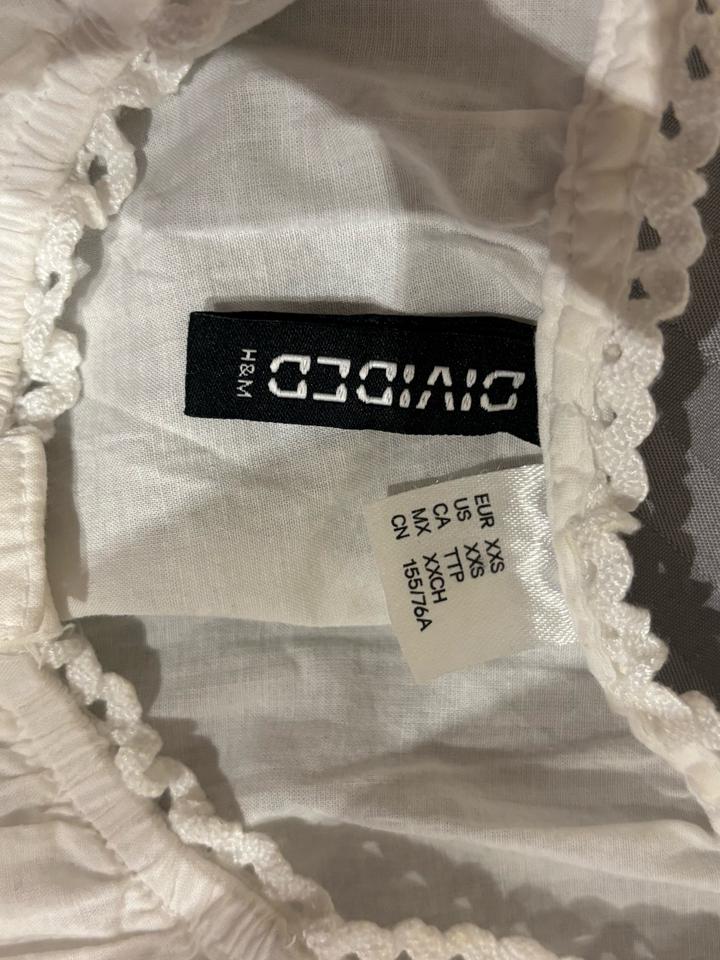 DIVIDED
H&M
EUR XXS
US XXS
CA TTP
MX XXCH
CN 155/76A